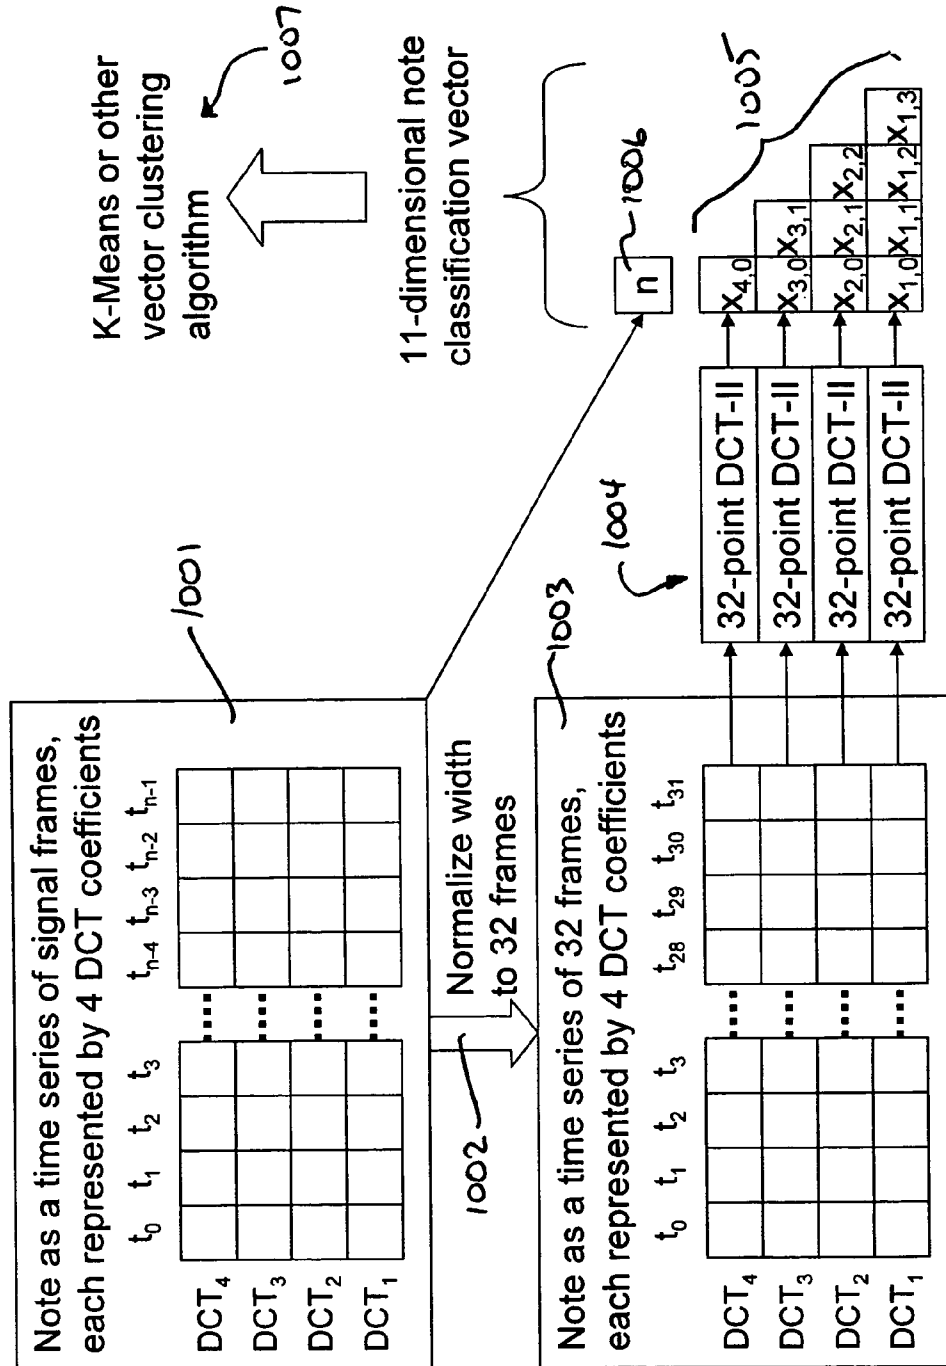 Note as a time series of signal frames,
each represented by 4 DCT coefficients
t0 t1 t2 t3 tn-4 tn-3 tn-2 tn-1
DCT4
DCT3
DCT2
DCT1
1001
1002
Normalize width
to 32 frames
Note as a time series of 32 frames,
each represented by 4 DCT coefficients
1003
t0 t1 t2 t3 t28 t29 t30 t31
DCT4
DCT3
DCT2
DCT1
1004
32-point DCT-II
32-point DCT-II
32-point DCT-II
32-point DCT-II
n
1006
x4,0
x3,0 x3,1
x2,0 x2,1 x2,2
x1,0 x1,1 x1,2 x1,3
1005
11-dimensional note
classification vector
K-Means or other
vector clustering
algorithm
1007